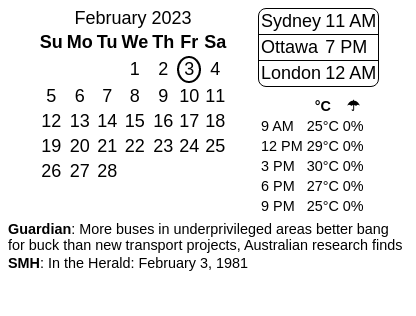 February 2023
Su Mo Tu We Th Fr Sa
1 2 3 4
5 6 7 8 9 10 11
12 13 14 15 16 17 18
19 20 21 22 23 24 25
26 27 28
Sydney 11 AM
Ottawa 7 PM
London 12 AM
°C ☂
9 AM 25°C 0%
12 PM 29°C 0%
3 PM 30°C 0%
6 PM 27°C 0%
9 PM 25°C 0%
Guardian: More buses in underprivileged areas better bang
for buck than new transport projects, Australian research finds
SMH: In the Herald: February 3, 1981